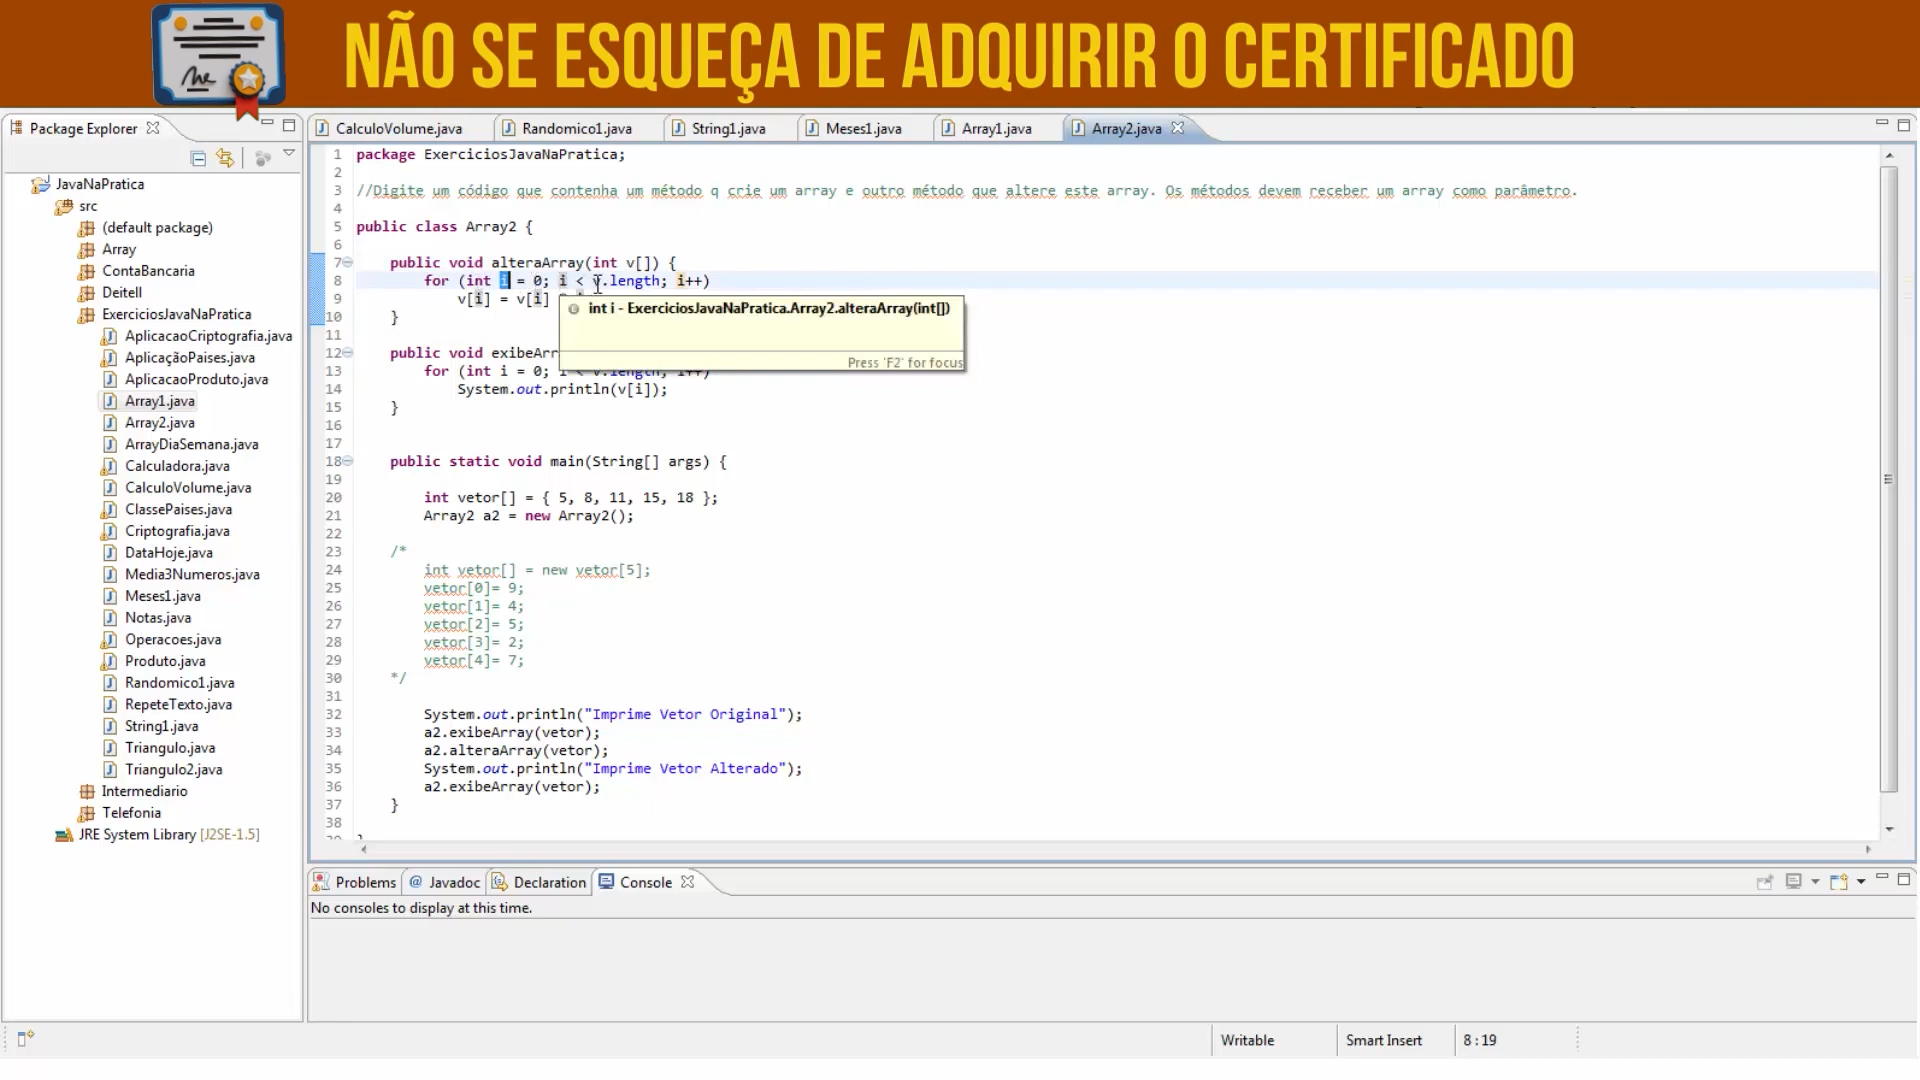 NÃO SE ESQUEÇA DE ADQUIRIR O CERTIFICADO
Package Explorer
CalculoVolume.java
Randomico1.java
String1.java
Meses1.java
Array1.java
Array2.java
JavaNaPratica
src
(default package)
Array
ContaBancaria
Deitell
ExerciciosJavaNaPratica
AplicacaoCriptografia.java
AplicaçãoPaises.java
AplicacaoProduto.java
Array1.java
Array2.java
ArrayDiaSemana.java
Calculadora.java
CalculoVolume.java
ClassePaises.java
Criptografia.java
DataHoje.java
Media3Numeros.java
Meses1.java
Notas.java
Operacoes.java
Produto.java
Randomico1.java
RepeteTexto.java
String1.java
Triangulo.java
Triangulo2.java
Intermediario
Telefonia
JRE System Library [J2SE-1.5]
1 package ExerciciosJavaNaPratica;
2
3 //Digite um código que contenha um método q crie um array e outro método que altere este array. Os métodos devem receber um array como parâmetro.
4
5 public class Array2 {
6
7 public void alteraArray(int v[]) {
8 for (int i = 0; i < v.length; i++)
9 v[i] = v[i]
10 }
11
12 public void exibeArr
13 for (int i = 0; i < v.length; i++)
14 System.out.println(v[i]);
15 }
16
17
18 public static void main(String[] args) {
19
20 int vetor[] = { 5, 8, 11, 15, 18 };
21 Array2 a2 = new Array2();
22
23 /*
24 int vetor[] = new vetor[5];
25 vetor[0]= 9;
26 vetor[1]= 4;
27 vetor[2]= 5;
28 vetor[3]= 2;
29 vetor[4]= 7;
30 */
31
32 System.out.println("Imprime Vetor Original");
33 a2.exibeArray(vetor);
34 a2.alteraArray(vetor);
35 System.out.println("Imprime Vetor Alterado");
36 a2.exibeArray(vetor);
37 }
38
int i - ExerciciosJavaNaPratica.Array2.alteraArray(int[])
Press 'F2' for focus
Problems
@ Javadoc
Declaration
Console
No consoles to display at this time.
Writable
Smart Insert
8 : 19